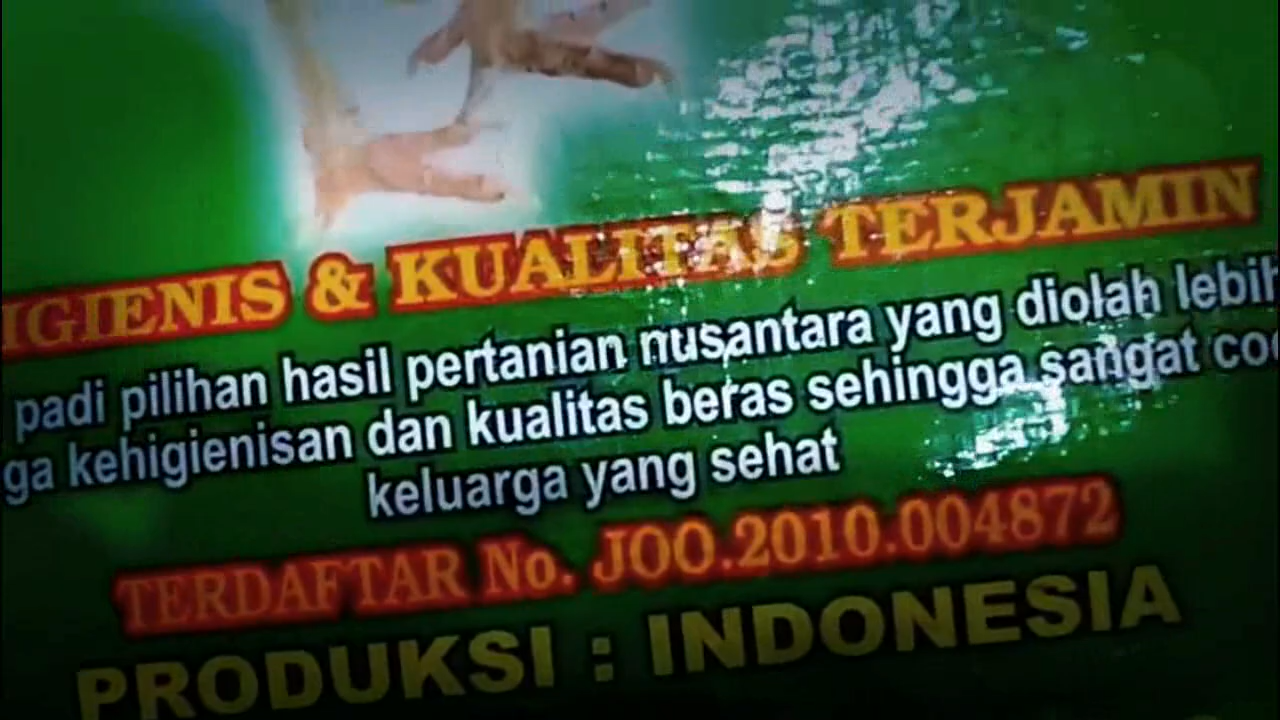 IGIENIS & KUALITAS TERJAMIN
padi pilihan hasil pertanian nusantara yang diolah lebih
ga kehigienisan dan kualitas beras sehingga sangat coc
keluarga yang sehat
TERDAFTAR No. JOO.2010.004872
PRODUKSI : INDONESIA